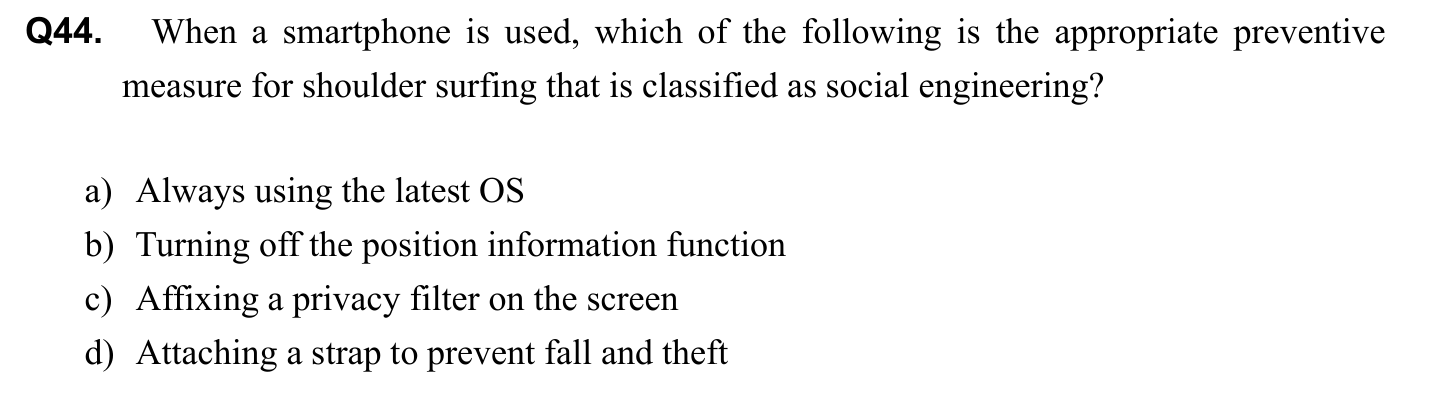 Q44. When a smartphone is used, which of the following is the appropriate preventive
measure for shoulder surfing that is classified as social engineering?
a) Always using the latest OS
b) Turning off the position information function
c) Affixing a privacy filter on the screen
d) Attaching a strap to prevent fall and theft